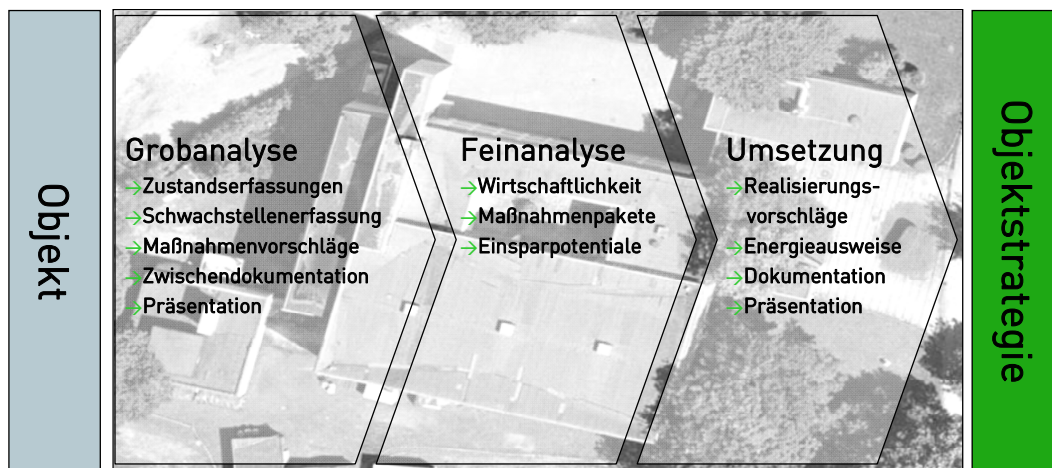 Objekt
Grobanalyse
→Zustandserfassungen
→Schwachstellenerfassung
→Maßnahmenvorschläge
→Zwischendokumentation
→Präsentation
Feinanalyse
→Wirtschaftlichkeit
→Maßnahmenpakete
→Einsparpotentiale
Umsetzung
→Realisierungs-
vorschläge
→Energieausweise
→Dokumentation
→Präsentation
Objektstrategie